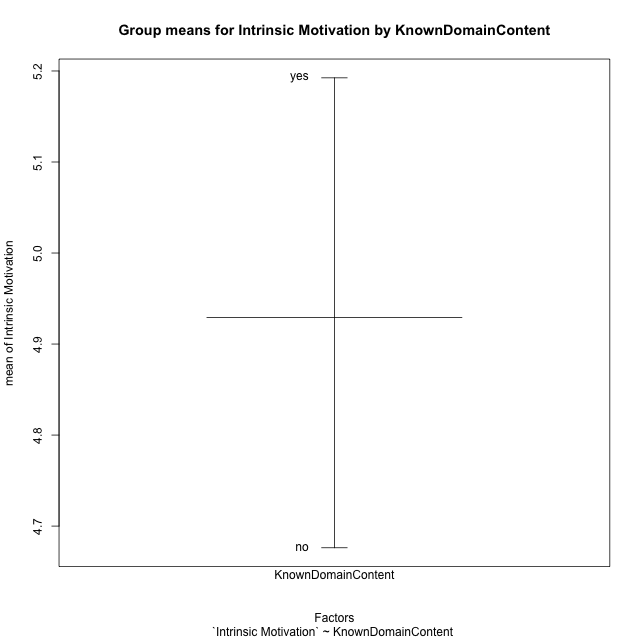 Group means for Intrinsic Motivation by KnownDomainContent
mean of Intrinsic Motivation
5.2
5.1
5.0
4.9
4.8
4.7
yes
no
KnownDomainContent
Factors
`Intrinsic Motivation` ~ KnownDomainContent